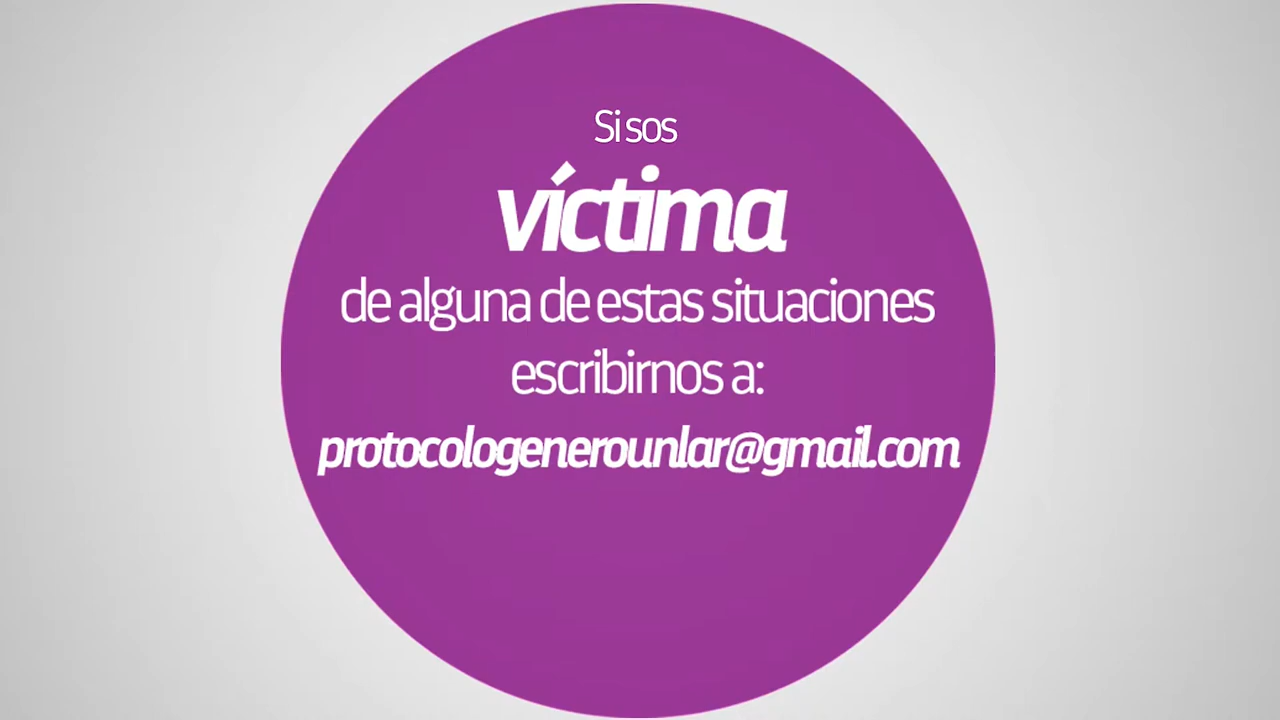 Si sos
víctima
de alguna de estas situaciones
escribirnos a:
protocologenerounlar@gmail.com